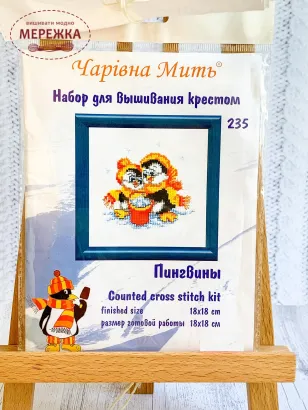 вишивати модно
МЕРЕЖКА
Чарівна Мить®
Набор для вышивания крестом
235
Пингвины
Counted cross stitch kit
finished size 18x18 cm
размер готовой работы 18x18 см